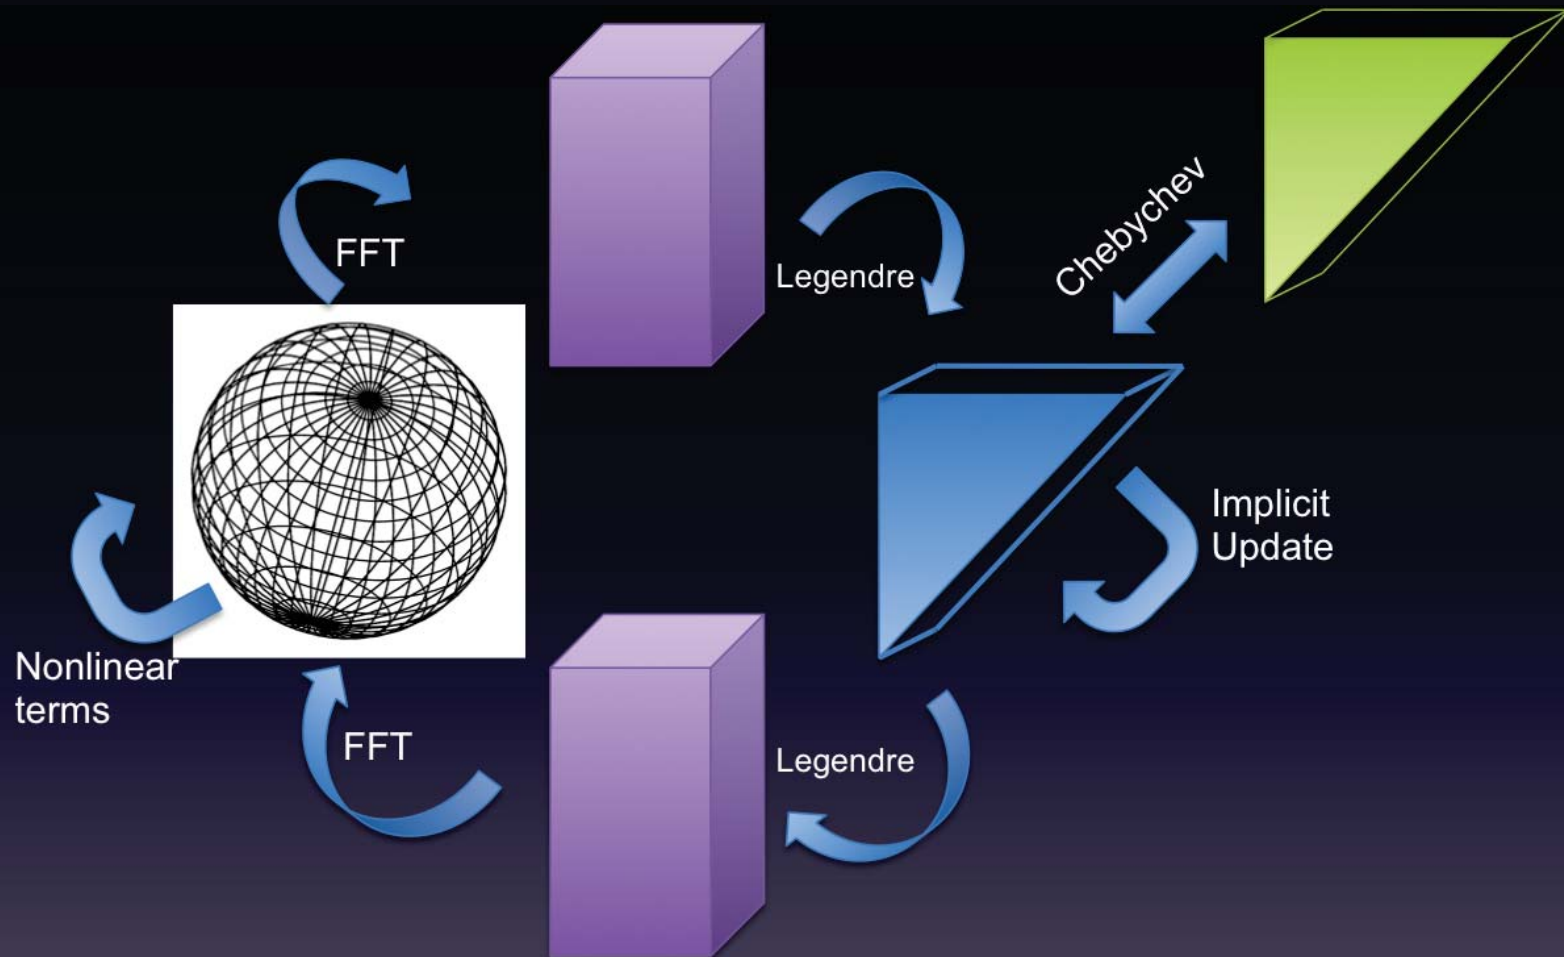 Chebychev
FFT
Legendre
Implicit
Update
Nonlinear
terms
FFT
Legendre